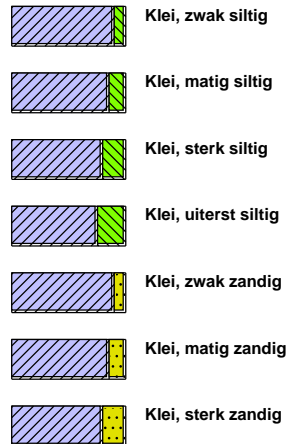 Klei, zwak siltig
Klei, matig siltig
Klei, sterk siltig
Klei, uiterst siltig
Klei, zwak zandig
Klei, matig zandig
Klei, sterk zandig